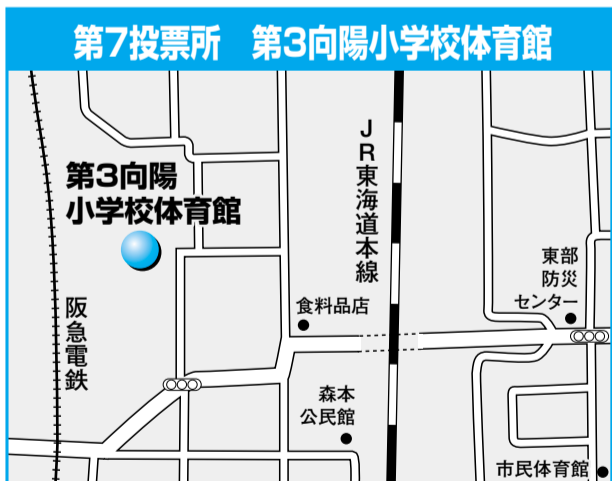 第7投票所 第3向陽小学校体育館
第3向陽
小学校体育館
JR東海道本線
阪急電鉄
食料品店
東部
防災
センター
森本
公民館
市民体育館